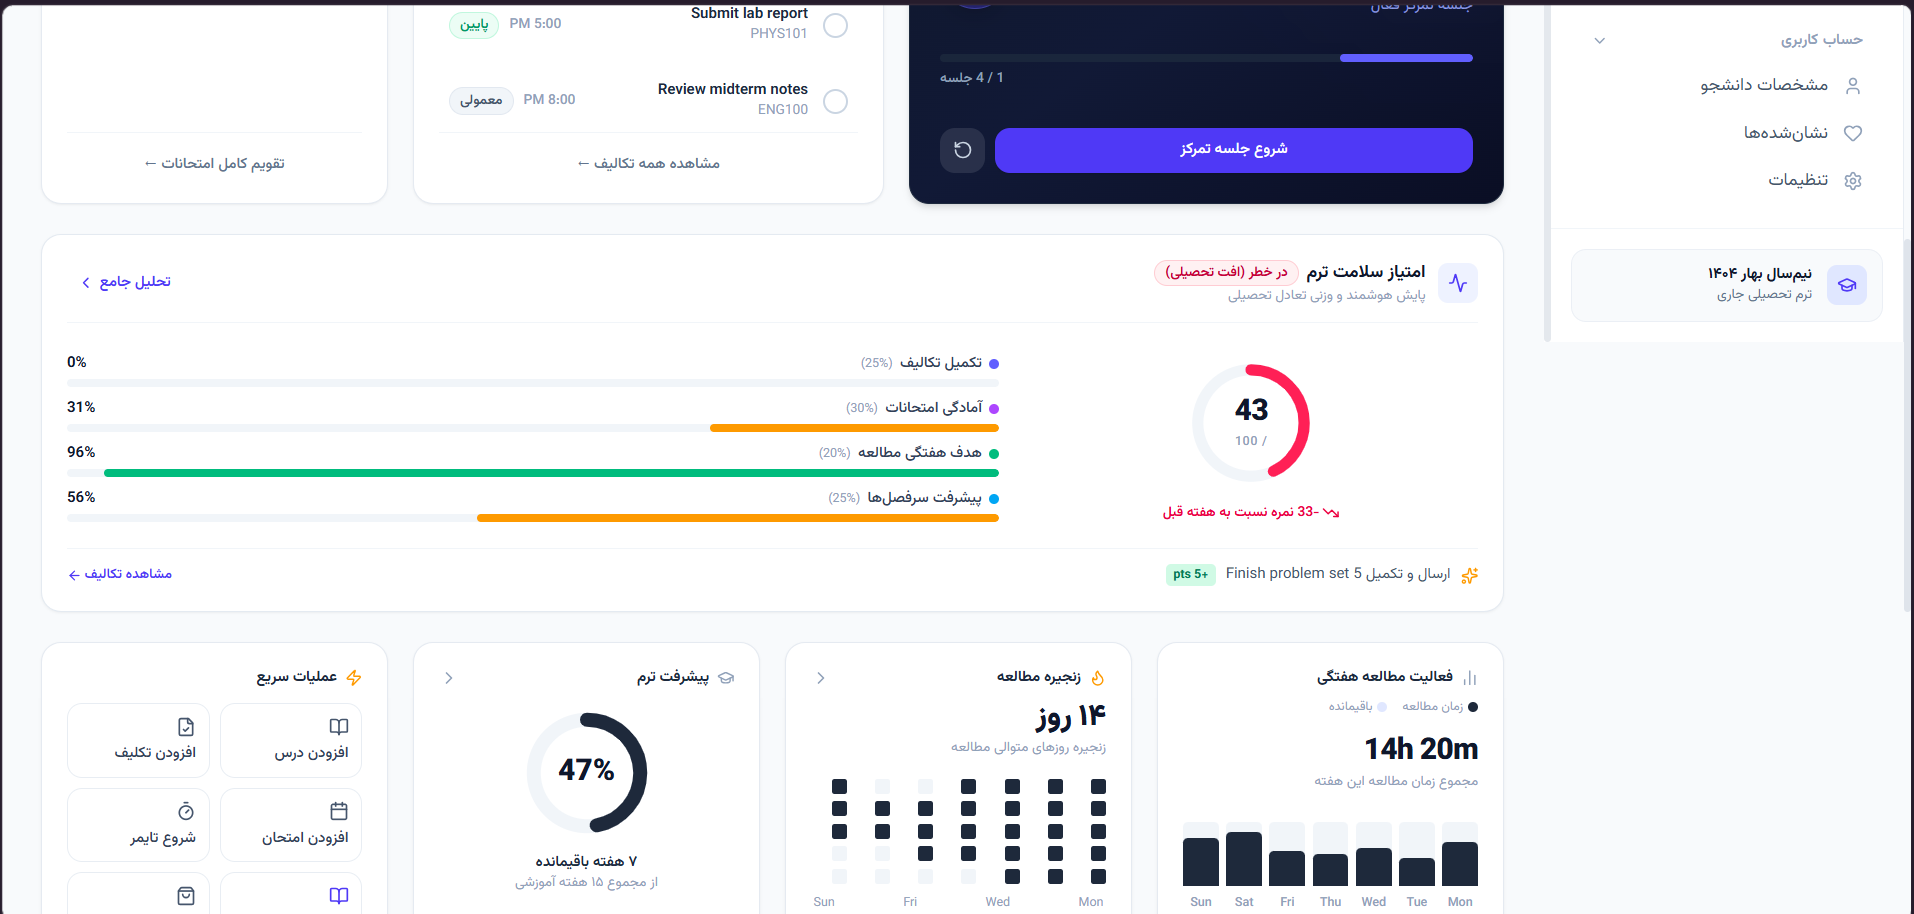 حساب کاربری
مشخصات دانشجو
نشان‌شده‌ها
تنظیمات
نیم‌سال بهار ۱۴۰۴
ترم تحصیلی جاری
جلسه تمرکز فعال
1 / 4 جلسه
شروع جلسه تمرکز
Submit lab report
PHYS101
5:00 PM
پایین
Review midterm notes
ENG100
8:00 PM
معمولی
مشاهده همه تکالیف ←
تقویم کامل امتحانات ←
امتیاز سلامت ترم
در خطر (افت تحصیلی)
پایش هوشمند و وزنی تعادل تحصیلی
تحلیل جامع
43
/ 100
-33 نمره نسبت به هفته قبل
تکمیل تکالیف (25%) 0%
آمادگی امتحانات (30%) 31%
هدف هفتگی مطالعه (20%) 96%
پیشرفت سرفصل‌ها (25%) 56%
ارسال و تکمیل Finish problem set 5
+5 pts
مشاهده تکالیف
فعالیت مطالعه هفتگی
زمان مطالعه
باقیمانده
14h 20m
مجموع زمان مطالعه این هفته
Sun Sat Fri Thu Wed Tue Mon
زنجیره مطالعه
۱۴ روز
زنجیره روزهای متوالی مطالعه
Sun Fri Wed Mon
پیشرفت ترم
47%
۷ هفته باقیمانده
از مجموع ۱۵ هفته آموزشی
عملیات سریع
افزودن درس
افزودن تکلیف
افزودن امتحان
شروع تایمر